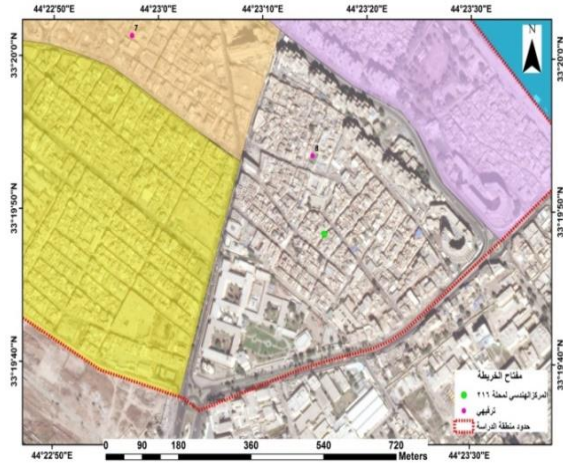 44°22'50"E 44°23'0"E 44°23'10"E 44°23'20"E 44°23'30"E
33°20'0"N 33°20'0"N
33°19'50"N 33°19'50"N
33°19'40"N 33°19'40"N
7
N
8
مفتاح الخريطة
المركز الهندسي لمحلة ٢١٦
ترفيهي
حدود منطقة الدراسة
0 90 180 360 540 720
Meters
44°22'50"E 44°23'0"E 44°23'10"E 44°23'20"E 44°23'30"E